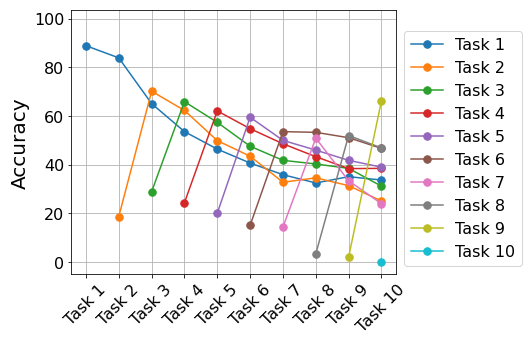 100
80
60
40
20
0
Accuracy
Task 1
Task 2
Task 3
Task 4
Task 5
Task 6
Task 7
Task 8
Task 9
Task 10
Task 1
Task 2
Task 3
Task 4
Task 5
Task 6
Task 7
Task 8
Task 9
Task 10